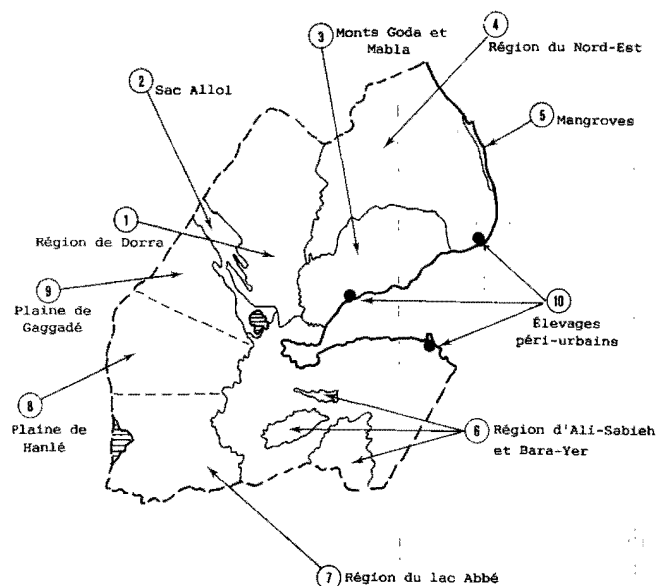 3 Monts Goda et
Mabla
4
Région du Nord-Est
2
Sac Allol
5 Mangroves
1
Région de Dorra
9
Plaine de
Gaggadé
10
Élevages
péri-urbains
8
Plaine de
Hanlé
6 Région d'Ali-Sabieh
et Bara-Yer
7 Région du lac Abbé